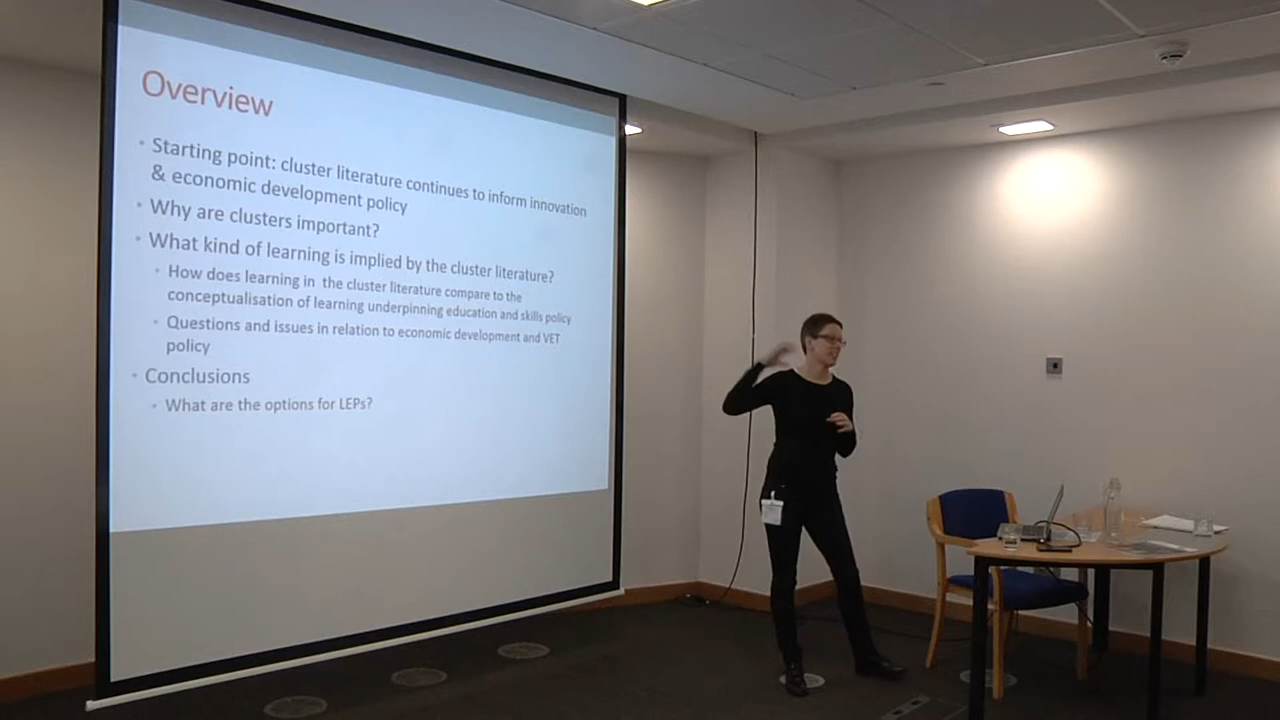 Overview
• Starting point: cluster literature continues to inform innovation
& economic development policy
• Why are clusters important?
• What kind of learning is implied by the cluster literature?
• How does learning in the cluster literature compare to the
conceptualisation of learning underpinning education and skills policy
• Questions and issues in relation to economic development and VET
policy
• Conclusions
• What are the options for LEPs?